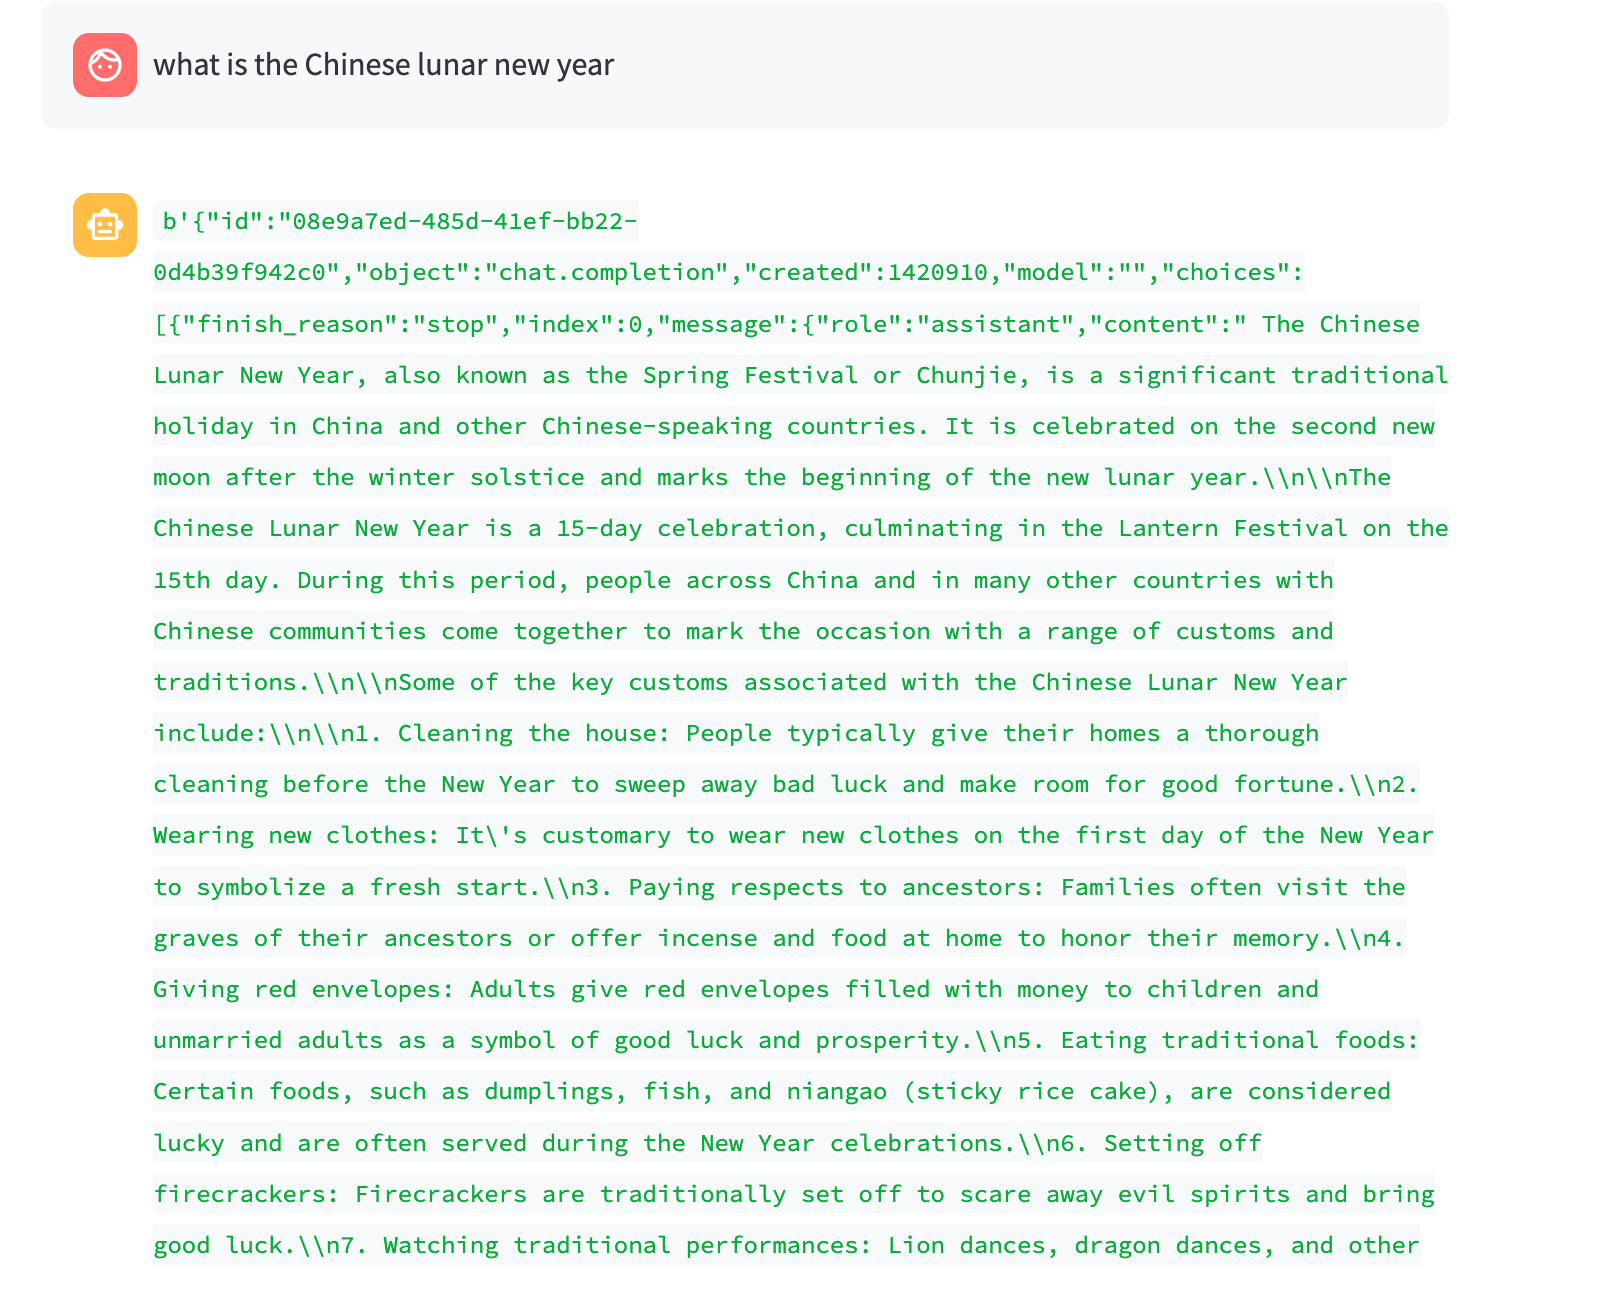 what is the Chinese lunar new year
b'{"id":"08e9a7ed-485d-41ef-bb22-
0d4b39f942c0","object":"chat.completion","created":1420910,"model":"","choices":
[{"finish_reason":"stop","index":0,"message":{"role":"assistant","content":" The Chinese
Lunar New Year, also known as the Spring Festival or Chunjie, is a significant traditional
holiday in China and other Chinese-speaking countries. It is celebrated on the second new
moon after the winter solstice and marks the beginning of the new lunar year.\\n\\nThe
Chinese Lunar New Year is a 15-day celebration, culminating in the Lantern Festival on the
15th day. During this period, people across China and in many other countries with
Chinese communities come together to mark the occasion with a range of customs and
traditions.\\n\\nSome of the key customs associated with the Chinese Lunar New Year
include:\\n\\n1. Cleaning the house: People typically give their homes a thorough
cleaning before the New Year to sweep away bad luck and make room for good fortune.\\n2.
Wearing new clothes: It\'s customary to wear new clothes on the first day of the New Year
to symbolize a fresh start.\\n3. Paying respects to ancestors: Families often visit the
graves of their ancestors or offer incense and food at home to honor their memory.\\n4.
Giving red envelopes: Adults give red envelopes filled with money to children and
unmarried adults as a symbol of good luck and prosperity.\\n5. Eating traditional foods:
Certain foods, such as dumplings, fish, and niangao (sticky rice cake), are considered
lucky and are often served during the New Year celebrations.\\n6. Setting off
firecrackers: Firecrackers are traditionally set off to scare away evil spirits and bring
good luck.\\n7. Watching traditional performances: Lion dances, dragon dances, and other